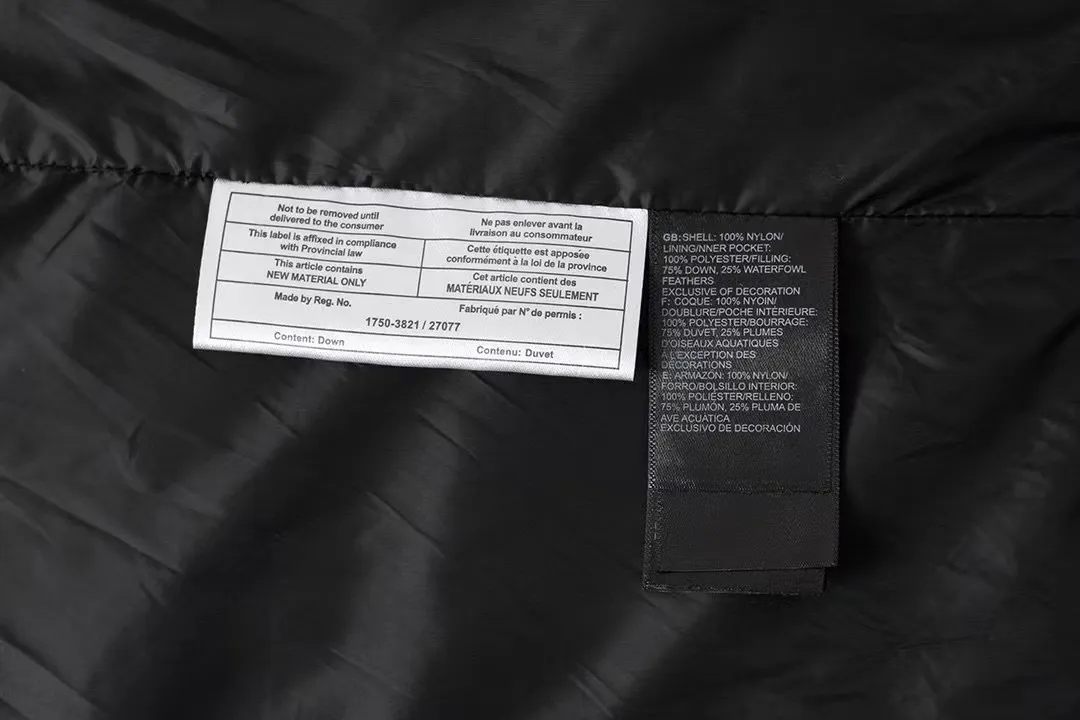 Not to be removed until
delivered to the consumer
Ne pas enlever avant la
livraison au consommateur
This label is affixed in compliance
with Provincial law
Cette étiquette est apposée
conformément à la loi de la province
This article contains
NEW MATERIAL ONLY
Cet article contient des
MATÉRIAUX NEUFS SEULEMENT
Made by Reg. No.
Fabriqué par N° de permis :
1750-3821 / 27077
Content: Down
Contenu: Duvet
GB: SHELL: 100% NYLON/
LINING/INNER POCKET:
100% POLYESTER/FILLING:
75% DOWN, 25% WATERFOWL
FEATHERS
EXCLUSIVE OF DECORATION
F: COQUE: 100% NYOIN/
DOUBLURE/POCHE INTÉRIEURE:
100% POLYESTER/BOURRAGE:
75% DUVET, 25% PLUMES
D'OISEAUX AQUATIQUES
À L'EXCEPTION DES
DÉCORATIONS
E: ARMAZÓN: 100% NYLON/
FORRO/BOLSILLO INTERIOR:
100% POLIÉSTER/RELLENO:
75% PLUMÓN, 25% PLUMA DE
AVE ACUÁTICA
EXCLUSIVO DE DECORACIÓN